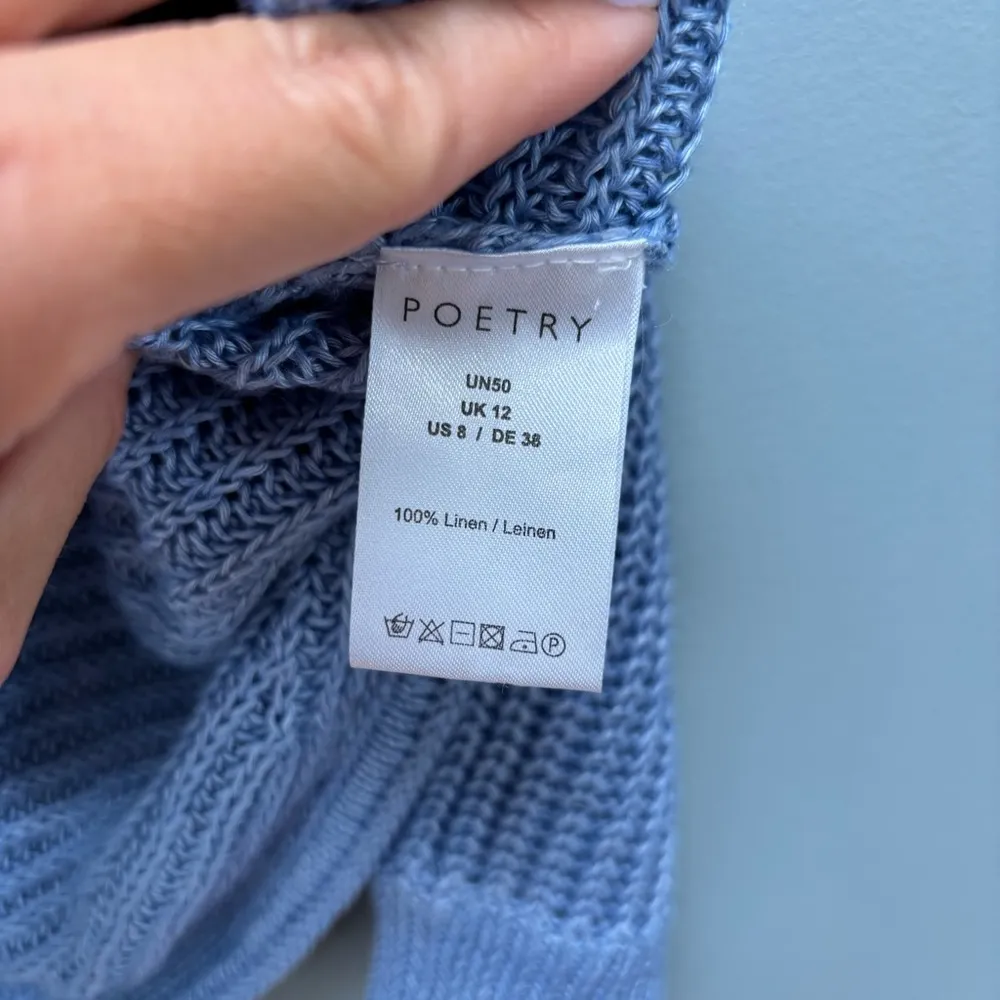 POETRY
UN50
UK 12
US 8 / DE 38
100% Linen / Leinen
P